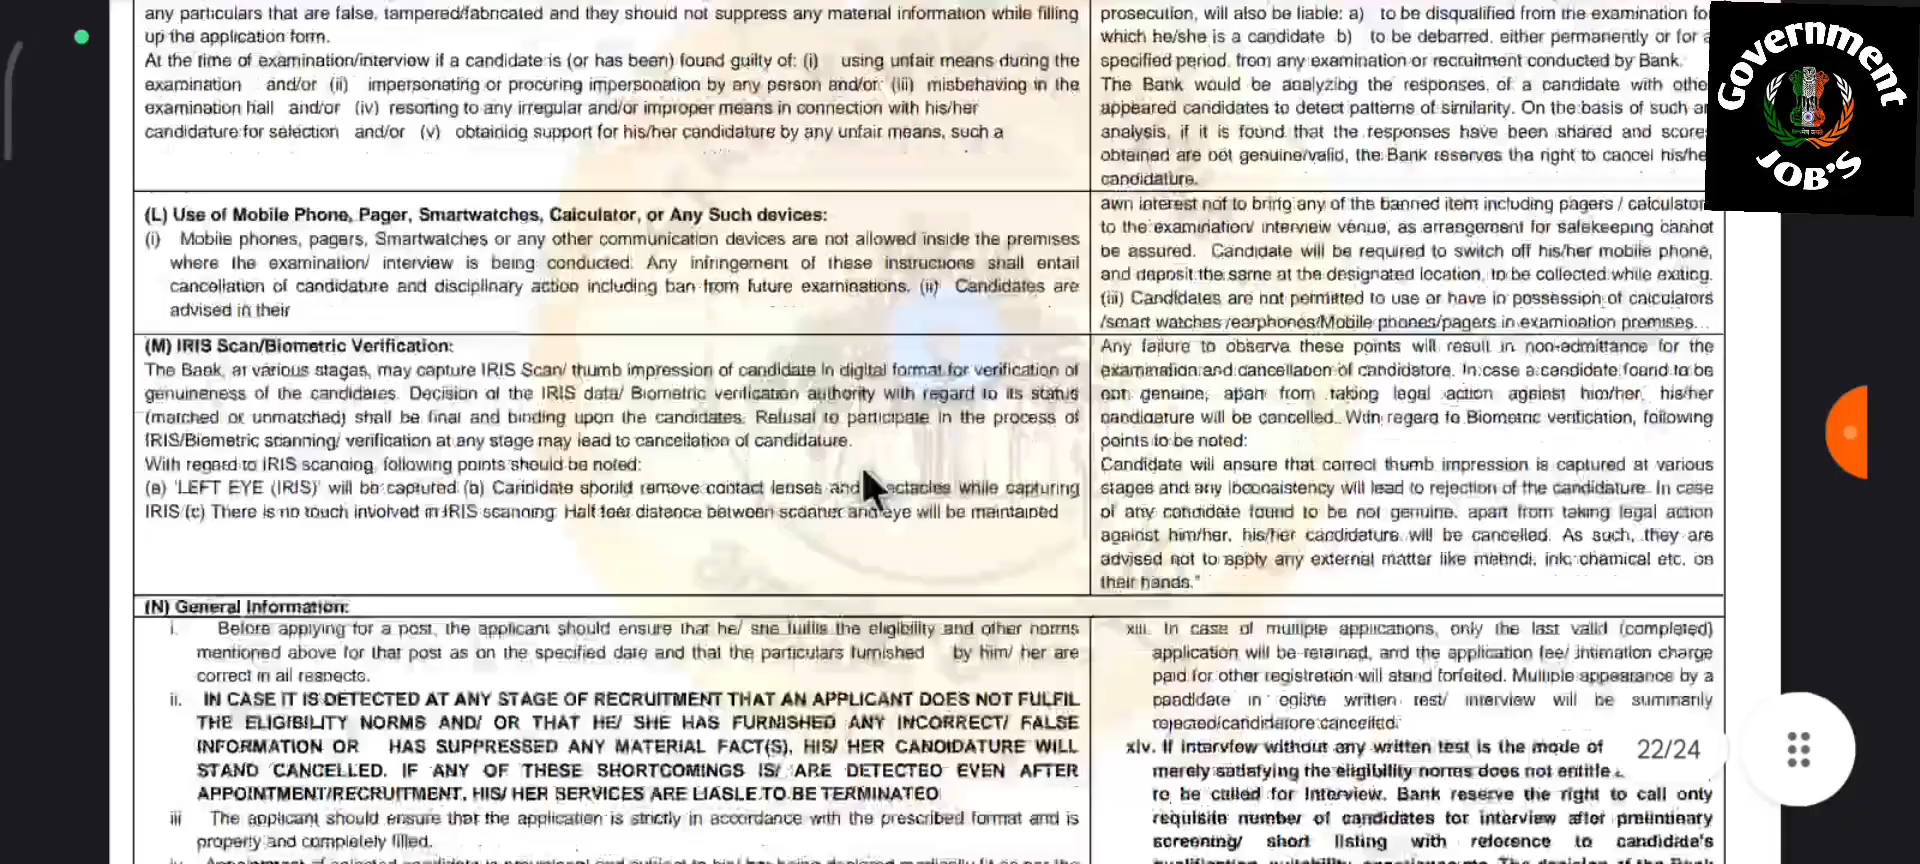 any particulars that are false, tampered/fabricated and they should not suppress any material information while filling
up the application form.
At the time of examination/interview if a candidate is (or has been) found guilty of: (i) using unfair means during the
examination and/or (ii) impersonating or procuring impersonation by any person and/or (iii) misbehaving in the
examination hall and/or (iv) resorting to any irregular and/or improper means in connection with his/her
candidature for selection and/or (v) obtaining support for his/her candidature by any unfair means, such a
prosecution, will also be liable: a) to be disqualified from the examination fo
which he/she is a candidate b) to be debarred, either permanently or for a
specified period, from any examination or recruitment conducted by Bank.
The Bank would be analyzing the responses of a candidate with othe
appeared candidates to detect patterns of similarity. On the basis of such an
analysis, if it is found that the responses have been shared and score
obtained are not genuine/valid, the Bank reserves the right to cancel his/he
candidature.
(L) Use of Mobile Phone, Pager, Smartwatches, Calculator, or Any Such devices:
(i) Mobile phones, pagers, Smartwatches or any other communication devices are not allowed inside the premises
where the examination/ interview is being conducted. Any infringement of these instructions shall entail
cancellation of candidature and disciplinary action including ban from future examinations. (ii) Candidates are
advised in their
own interest not to bring any of the banned item including pagers / calculator
to the examination/ interview venue, as arrangement for safekeeping cannot
be assured. Candidate will be required to switch off his/her mobile phone,
and deposit the same at the designated location, to be collected while exiting.
(iii) Candidates are not permitted to use or have in possession of calculators
/smart watches /earphones/Mobile phones/pagers in examination premises...
(M) IRIS Scan/Biometric Verification:
The Bank, at various stages, may capture IRIS Scan/ thumb impression of candidate in digital format for verification of
genuineness of the candidates. Decision of the IRIS data/ Biometric verification authority with regard to its status
(matched or unmatched) shall be final and binding upon the candidates. Refusal to participate in the process of
IRIS/Biometric scanning/ verification at any stage may lead to cancellation of candidature.
With regard to IRIS scanning, following points should be noted:
(a) 'LEFT EYE (IRIS)' will be captured (b) Candidate should remove contact lenses and ectacles while capturing
IRIS (c) There is no touch involved in IRIS scanning. Half feet distance between scanner and eye will be maintained
Any failure to observe these points will result in non-admittance for the
examination and cancellation of candidature. In case a candidate found to be
not genuine, apart from taking legal action against him/her, his/her
candidature will be cancelled. With regard to Biometric verification, following
points to be noted:
Candidate will ensure that correct thumb impression is captured at various
stages and any inconsistency will lead to rejection of the candidature. In case
of any candidate found to be not genuine, apart from taking legal action
against him/her, his/her candidature will be cancelled. As such, they are
advised not to apply any external matter like mehndi, ink, chemical etc. on
their hands."
(N) General Information:
i. Before applying for a post, the applicant should ensure that he/ she fulfils the eligibility and other norms
mentioned above for that post as on the specified date and that the particulars furnished by him/ her are
correct in all respects.
ii. IN CASE IT IS DETECTED AT ANY STAGE OF RECRUITMENT THAT AN APPLICANT DOES NOT FULFIL
THE ELIGIBILITY NORMS AND/ OR THAT HE/ SHE HAS FURNISHED ANY INCORRECT/ FALSE
INFORMATION OR HAS SUPPRESSED ANY MATERIAL FACT(S), HIS/ HER CANDIDATURE WILL
STAND CANCELLED. IF ANY OF THESE SHORTCOMINGS IS/ ARE DETECTED EVEN AFTER
APPOINTMENT/RECRUITMENT, HIS/ HER SERVICES ARE LIABLE TO BE TERMINATED
iii The applicant should ensure that the application is strictly in accordance with the prescribed format and is
properly and completely filled.
xiii. In case of multiple applications, only the last valid (completed)
application will be retained, and the application fee/ intimation charge
paid for other registration will stand forfeited. Multiple appearance by a
candidate in online written test/ interview will be summarily
rejected/candidature cancelled.
xiv. If interview without any written test is the mode of
merely satisfying the eligibility norms does not entitle
to be called for Interview. Bank reserve the right to call only
requisite number of candidates for interview after preliminary
screening/ short listing with reference to candidate's
22/24
Government
JOB'S